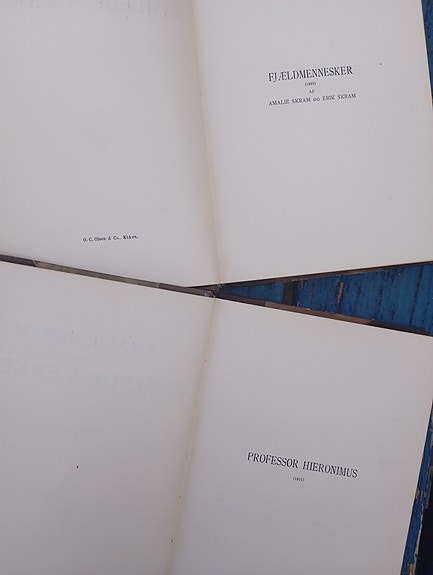 FJÆLDMENNESKER
(1889)
AF
AMALIE SKRAM OG ERIK SKRAM
O. C. Olsen & Co., Kbhvn.
PROFESSOR HIERONIMUS
(1895)